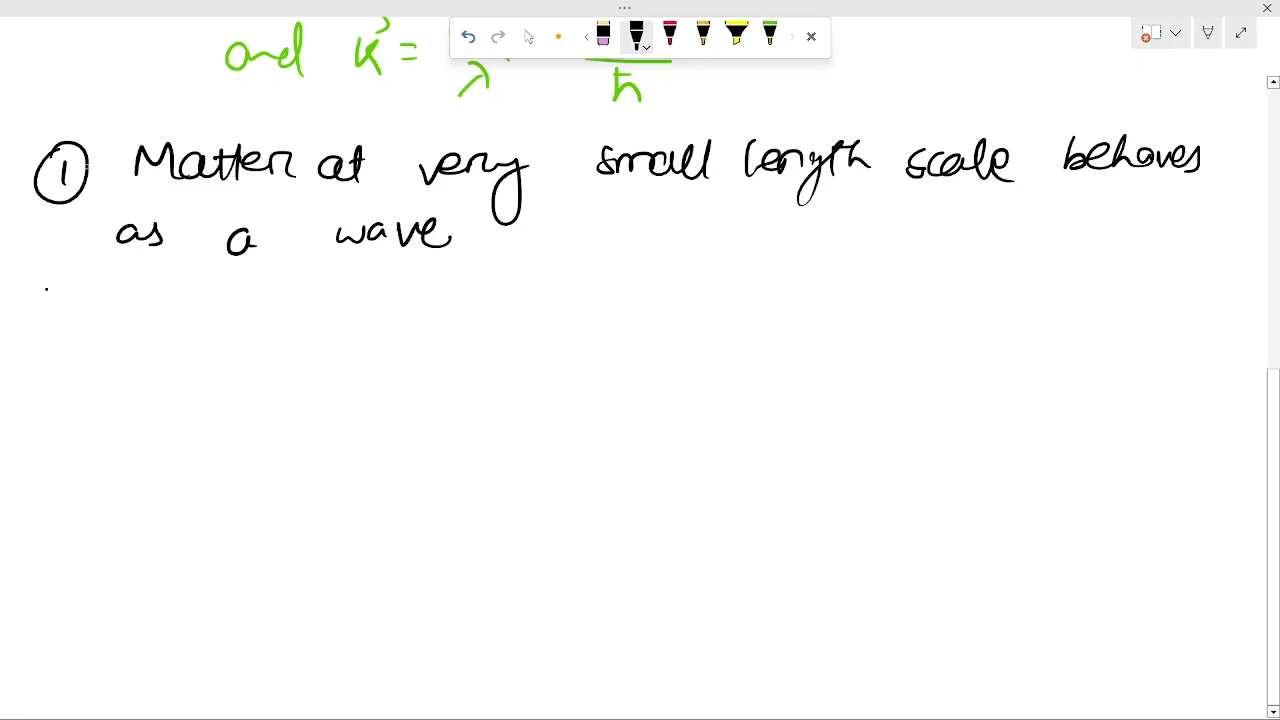 and k⃗ =
λ ℏ
① Matter at very small length scale behaves
as a wave